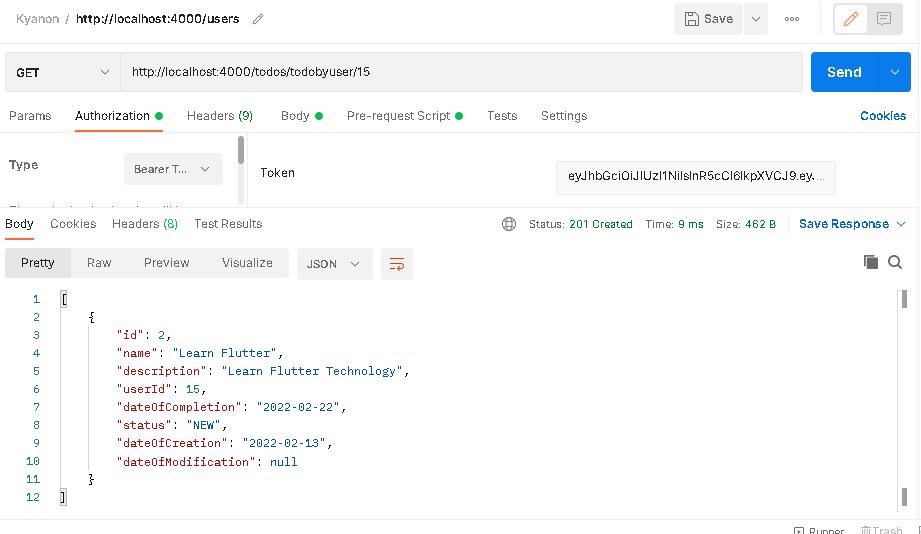 Kyanon / http://localhost:4000/users Save
GET http://localhost:4000/todos/todobyuser/15 Send
Params Authorization Headers (9) Body Pre-request Script Tests Settings Cookies
Type Bearer T... Token eyJhbGciOiJIUzI1NiIsInR5cCI6IkpXVCJ9.ey....
Body Cookies Headers (8) Test Results Status: 201 Created Time: 9 ms Size: 462 B Save Response
Pretty Raw Preview Visualize JSON
1 [
2 {
3 "id": 2,
4 "name": "Learn Flutter",
5 "description": "Learn Flutter Technology",
6 "userId": 15,
7 "dateOfCompletion": "2022-02-22",
8 "status": "NEW",
9 "dateOfCreation": "2022-02-13",
10 "dateOfModification": null
11 }
12 ]
Runner Trash